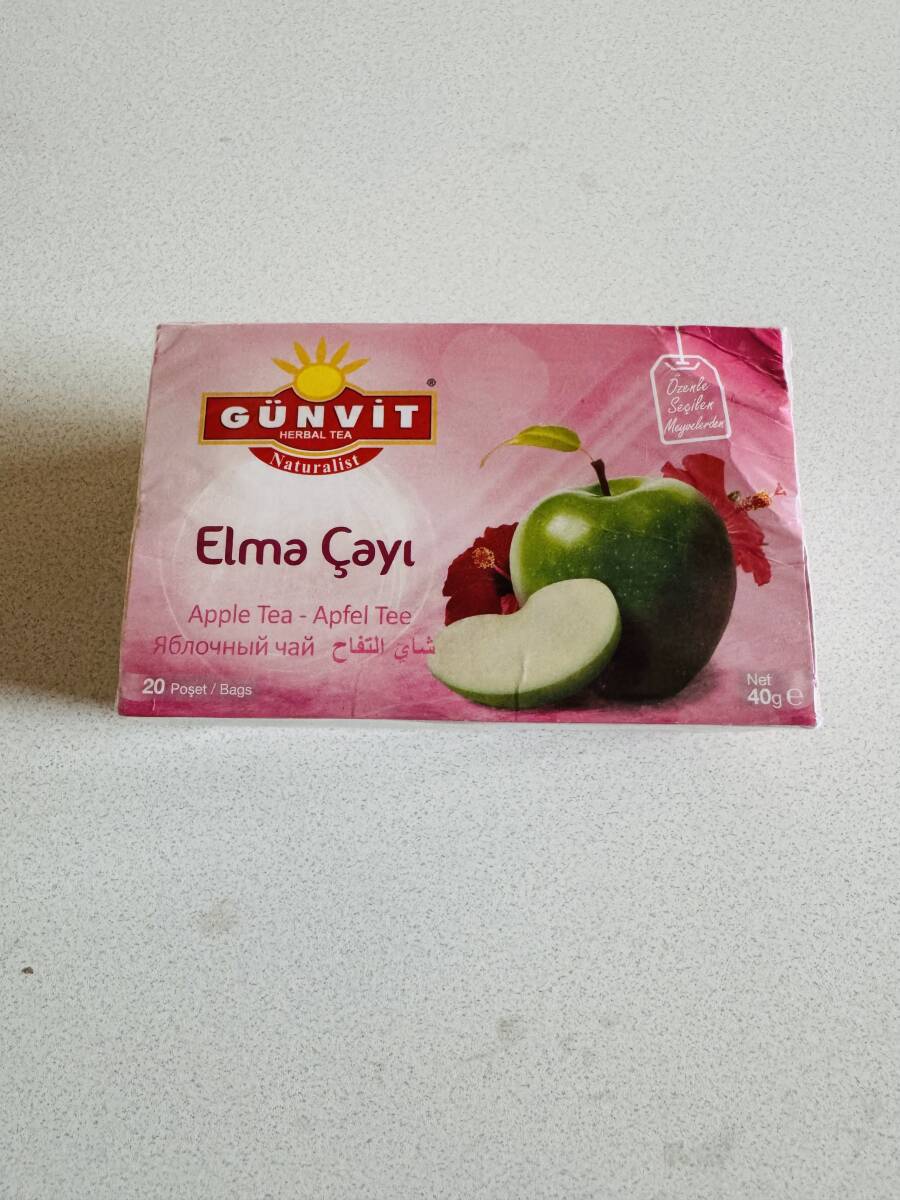 GÜNVİT
®
HERBAL TEA
Naturalist
Özenle
Seçilen
Meyvelerden
Elma Çayı
Apple Tea - Apfel Tee
Яблочный чай شاي التفاح
20 Poşet / Bags
Net
40g ℮